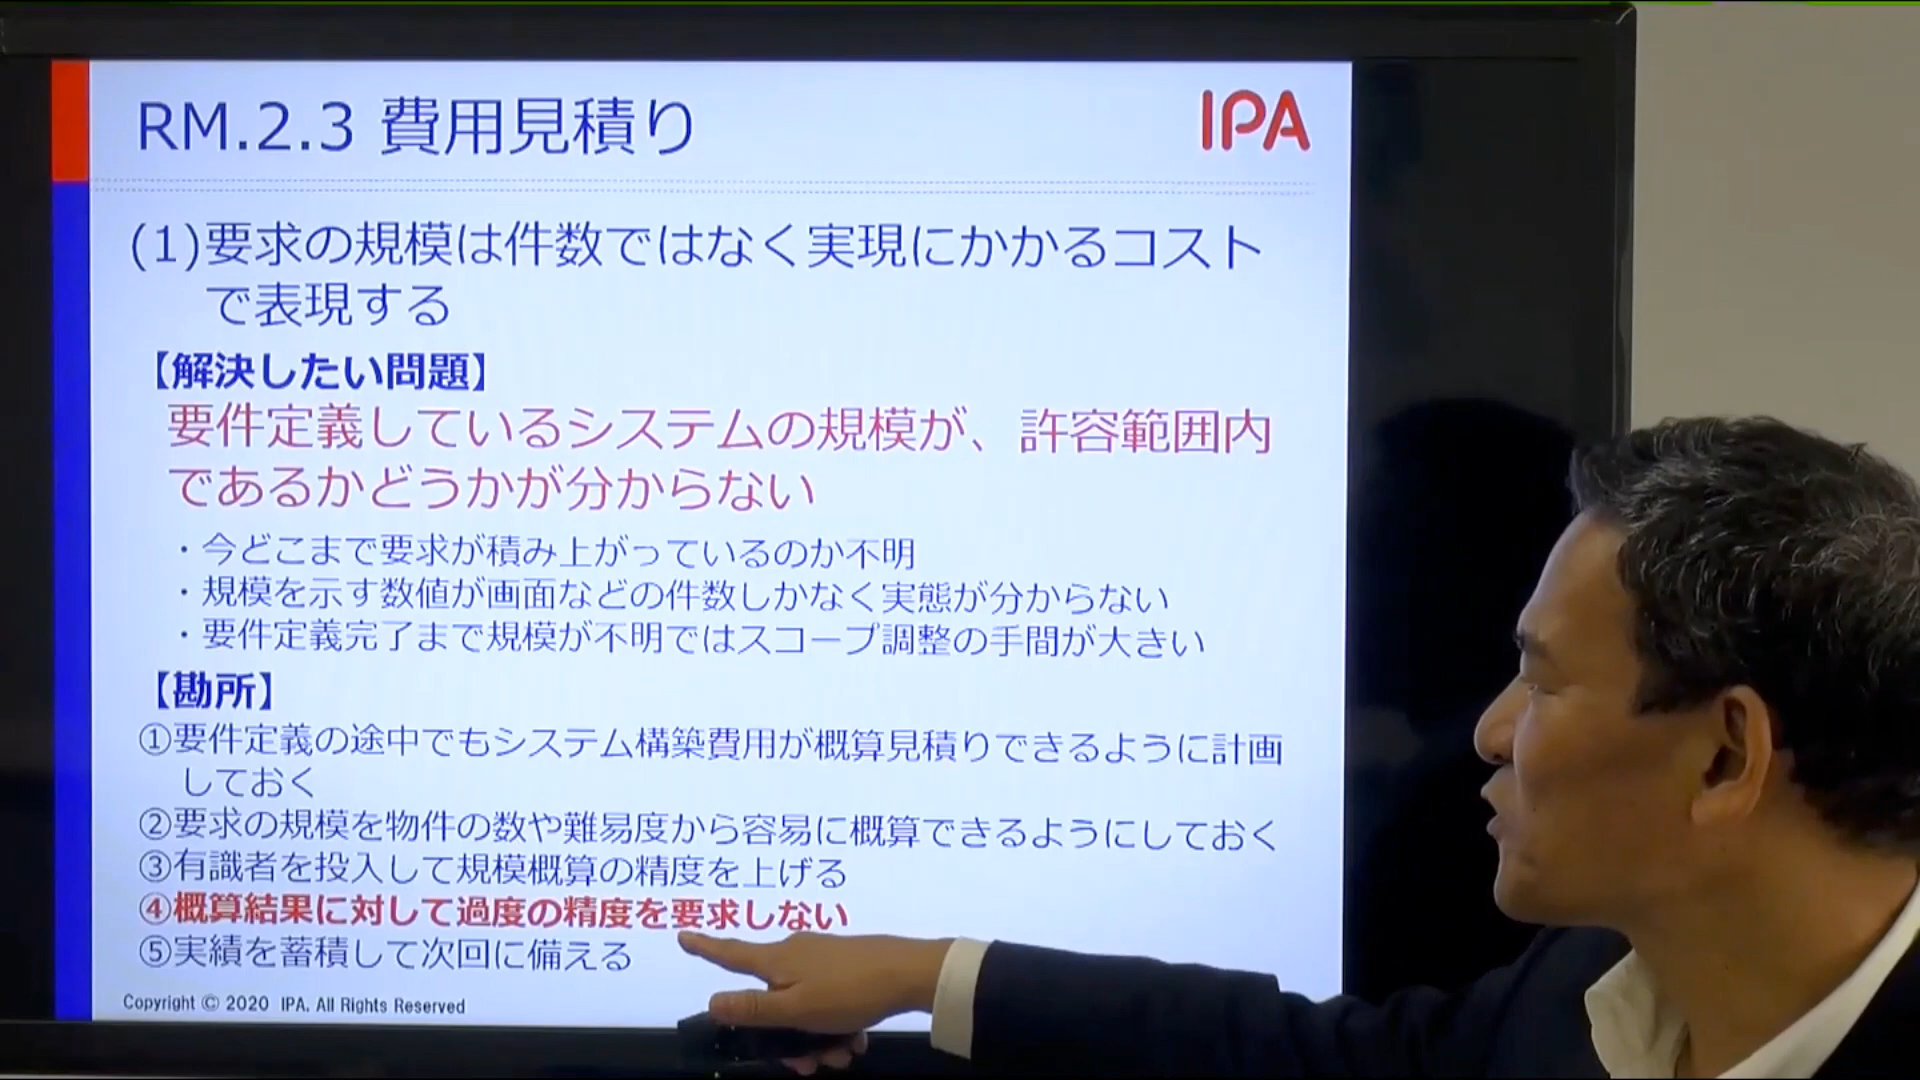 RM.2.3 費用見積り
IPA
(1)要求の規模は件数ではなく実現にかかるコスト
で表現する
【解決したい問題】
要件定義しているシステムの規模が、許容範囲内
であるかどうかが分からない
・今どこまで要求が積み上がっているのか不明
・規模を示す数値が画面などの件数しかなく実態が分からない
・要件定義完了まで規模が不明ではスコープ調整の手間が大きい
【勘所】
①要件定義の途中でもシステム構築費用が概算見積りできるように計画
しておく
②要求の規模を物件の数や難易度から容易に概算できるようにしておく
③有識者を投入して規模概算の精度を上げる
④概算結果に対して過度の精度を要求しない
⑤実績を蓄積して次回に備える
Copyright © 2020 IPA. All Rights Reserved